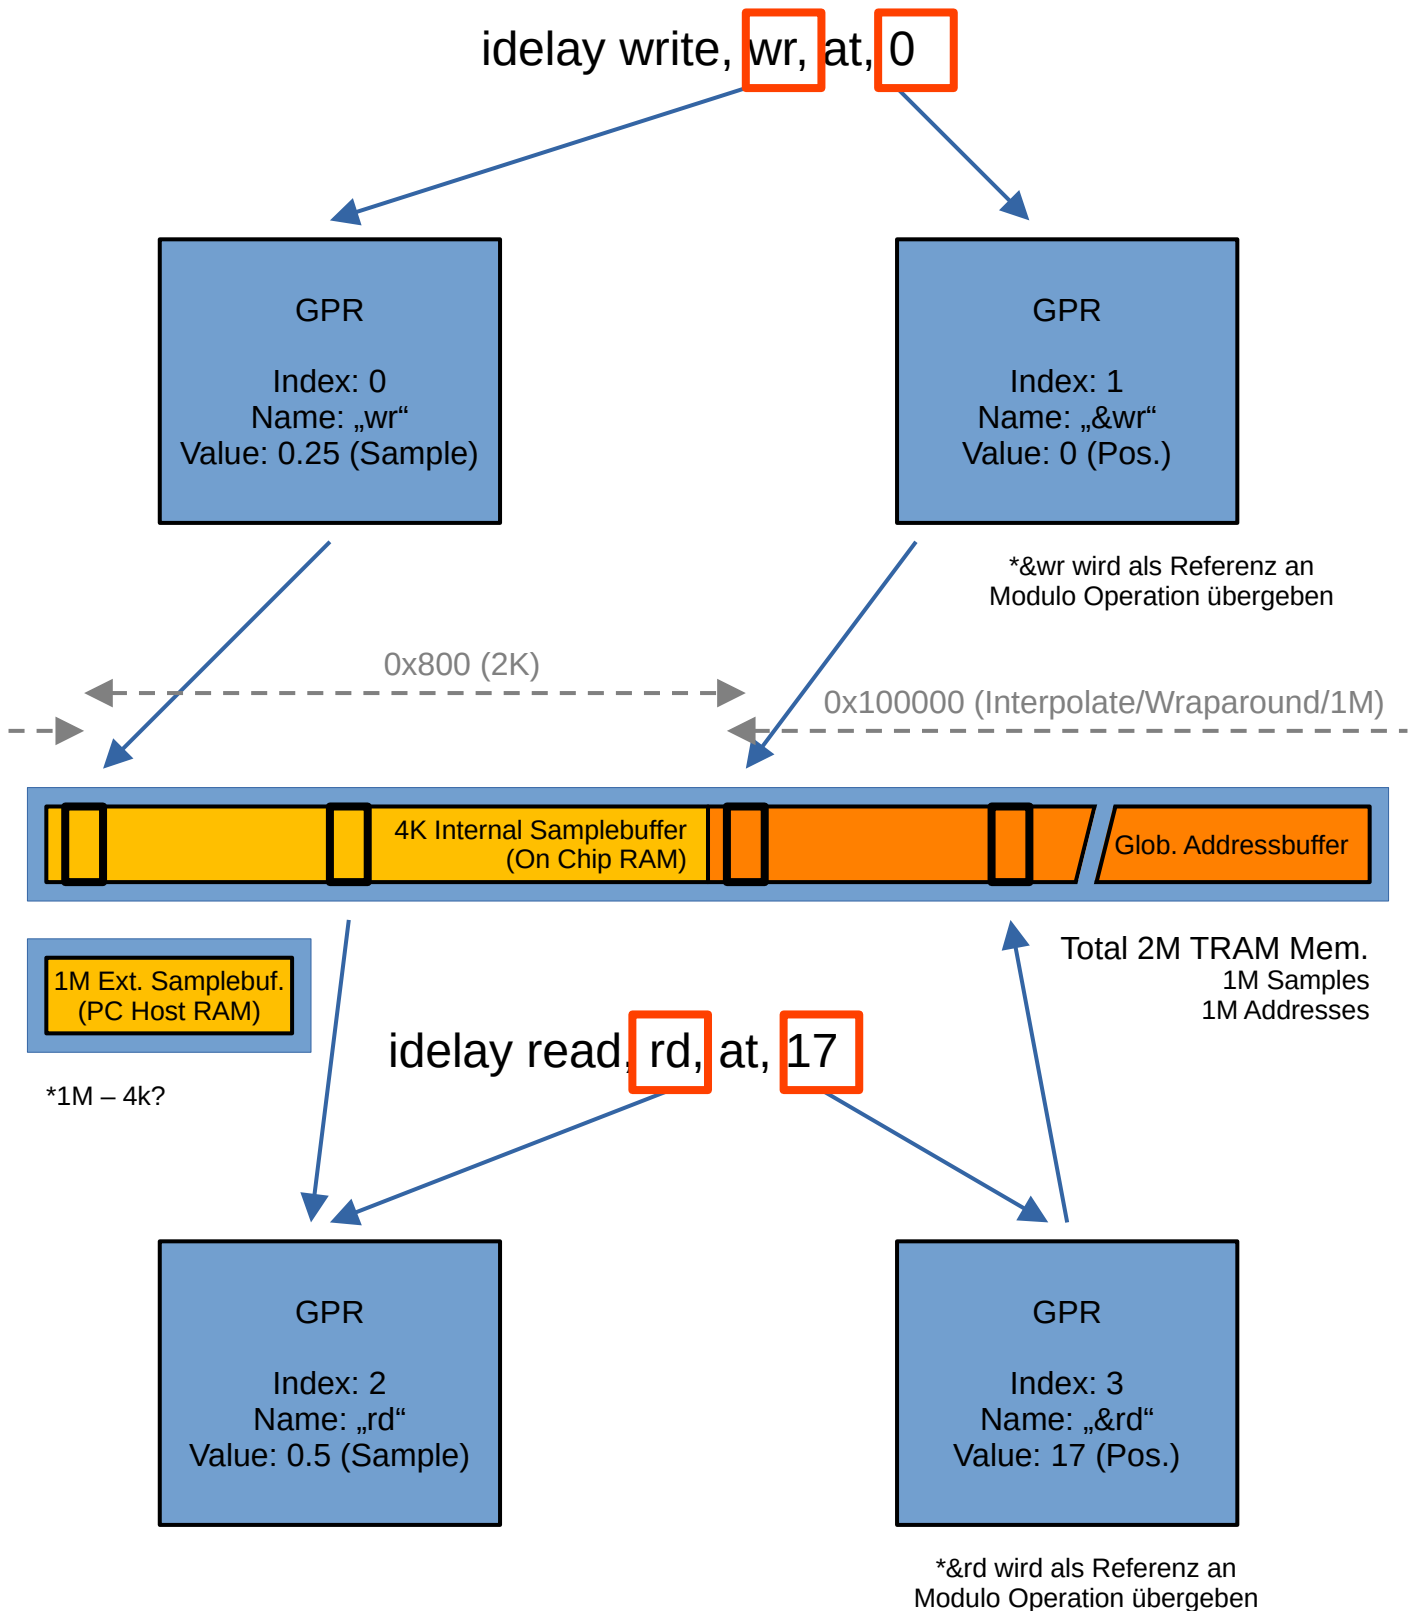 idelay write, wr, at, 0
GPR
Index: 0
Name: „wr“
Value: 0.25 (Sample)
GPR
Index: 1
Name: „&wr“
Value: 0 (Pos.)
*&wr wird als Referenz an
Modulo Operation übergeben
0x800 (2K)
0x100000 (Interpolate/Wraparound/1M)
4K Internal Samplebuffer
(On Chip RAM)
Glob. Addressbuffer
1M Ext. Samplebuf.
(PC Host RAM)
Total 2M TRAM Mem.
1M Samples
1M Addresses
*1M – 4k?
idelay read, rd, at, 17
GPR
Index: 2
Name: „rd“
Value: 0.5 (Sample)
GPR
Index: 3
Name: „&rd“
Value: 17 (Pos.)
*&rd wird als Referenz an
Modulo Operation übergeben